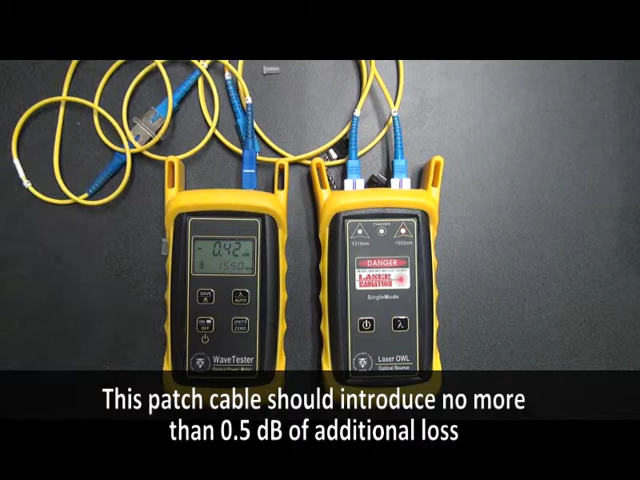 - 0.42
1550
SAVE
λ
AUTO
ON
OFF
UNITS
ZERO
WaveTester
Optical Power Meter
1310nm
1550nm
DANGER
LASER
RADIATION
SingleMode
λ
Laser OWL
Optical Source
This patch cable should introduce no more
than 0.5 dB of additional loss